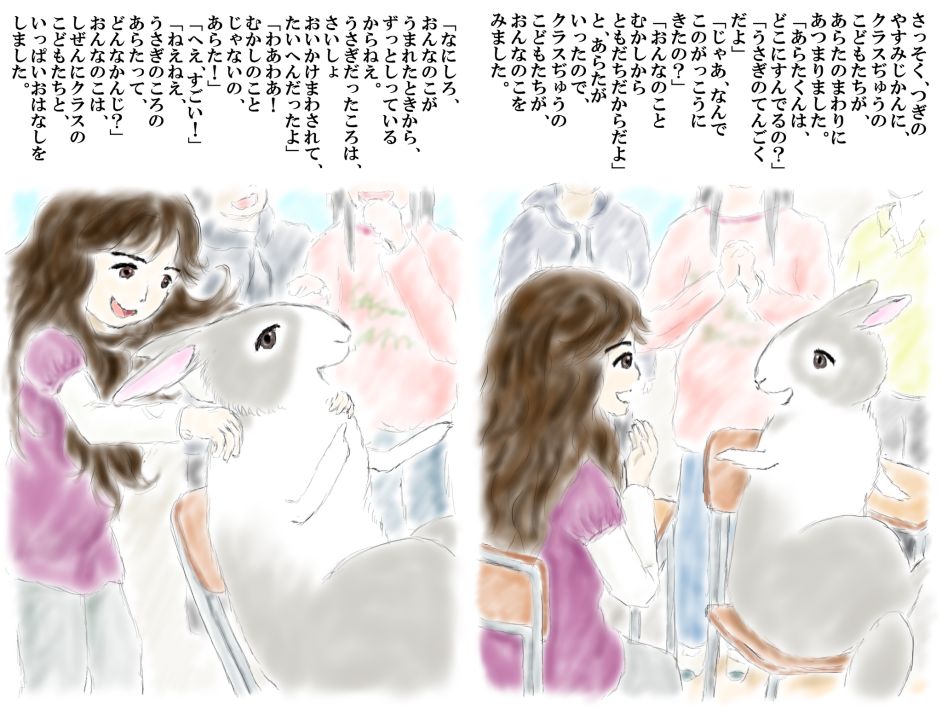 さっそく、つぎの
やすみじかんに、
クラスぢゅうの
こどもたちが、
あらたのまわりに
あつまりました。
「あらたくんは、
どこにすんでるの？」
「うさぎのてんごく
だよ」
「じゃあ、なんで
このがっこうに
きたの？」
「おんなのこと
むかしから
ともだちだからだよ」
と、あらたが
いったので、
クラスぢゅうの
こどもたちが、
おんなのこを
みました。
「なにしろ、
おんなのこが
うまれたときから、
ずっとしっている
からねえ。
うさぎだったころは、
さいしょ
おいかけまわされて、
たいへんだったよ」
「わあわあ！
むかしのこと
じゃないの、
あらた！」
「へえ、すごい！」
「ねえねえ、
うさぎのころの
あらたって、
どんなかんじ？」
おんなのこは、
しぜんにクラスの
こどもたちと、
いっぱいおはなしを
しました。